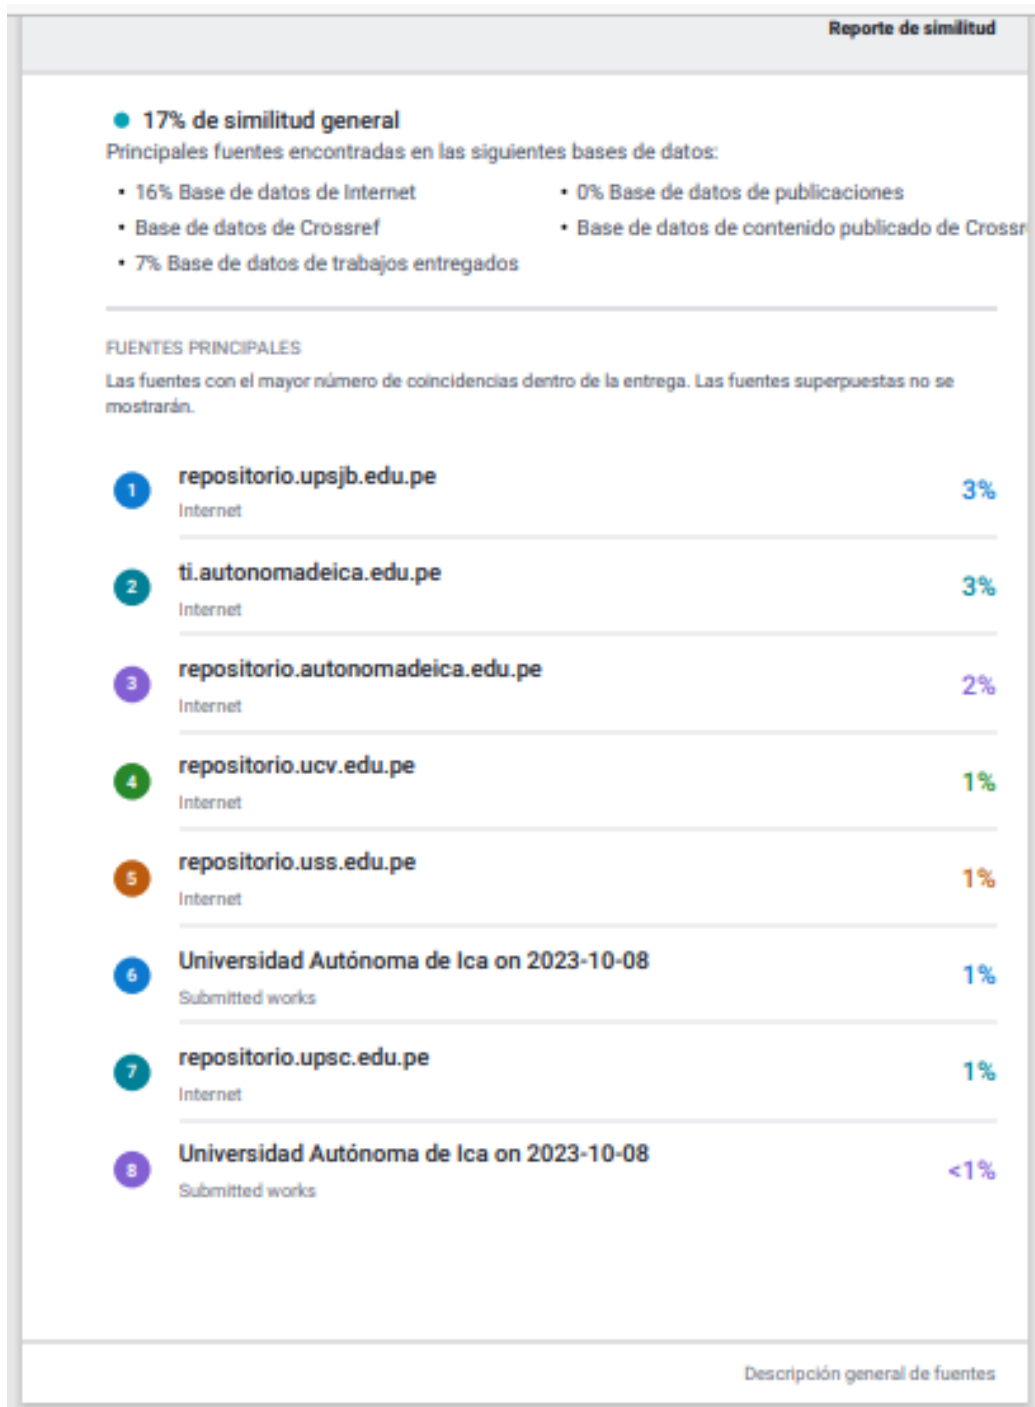 Reporte de similitud
17% de similitud general
Principales fuentes encontradas en las siguientes bases de datos:
• 16% Base de datos de Internet
• 0% Base de datos de publicaciones
• Base de datos de Crossref
• Base de datos de contenido publicado de Crossr
• 7% Base de datos de trabajos entregados
FUENTES PRINCIPALES
Las fuentes con el mayor número de coincidencias dentro de la entrega. Las fuentes superpuestas no se
mostrarán.
1
repositorio.upsjb.edu.pe
3%
Internet
2
ti.autonomadeica.edu.pe
3%
Internet
3
repositorio.autonomadeica.edu.pe
2%
Internet
4
repositorio.ucv.edu.pe
1%
Internet
5
repositorio.uss.edu.pe
1%
Internet
6
Universidad Autónoma de Ica on 2023-10-08
1%
Submitted works
7
repositorio.upsc.edu.pe
1%
Internet
8
Universidad Autónoma de Ica on 2023-10-08
<1%
Submitted works
Descripción general de fuentes